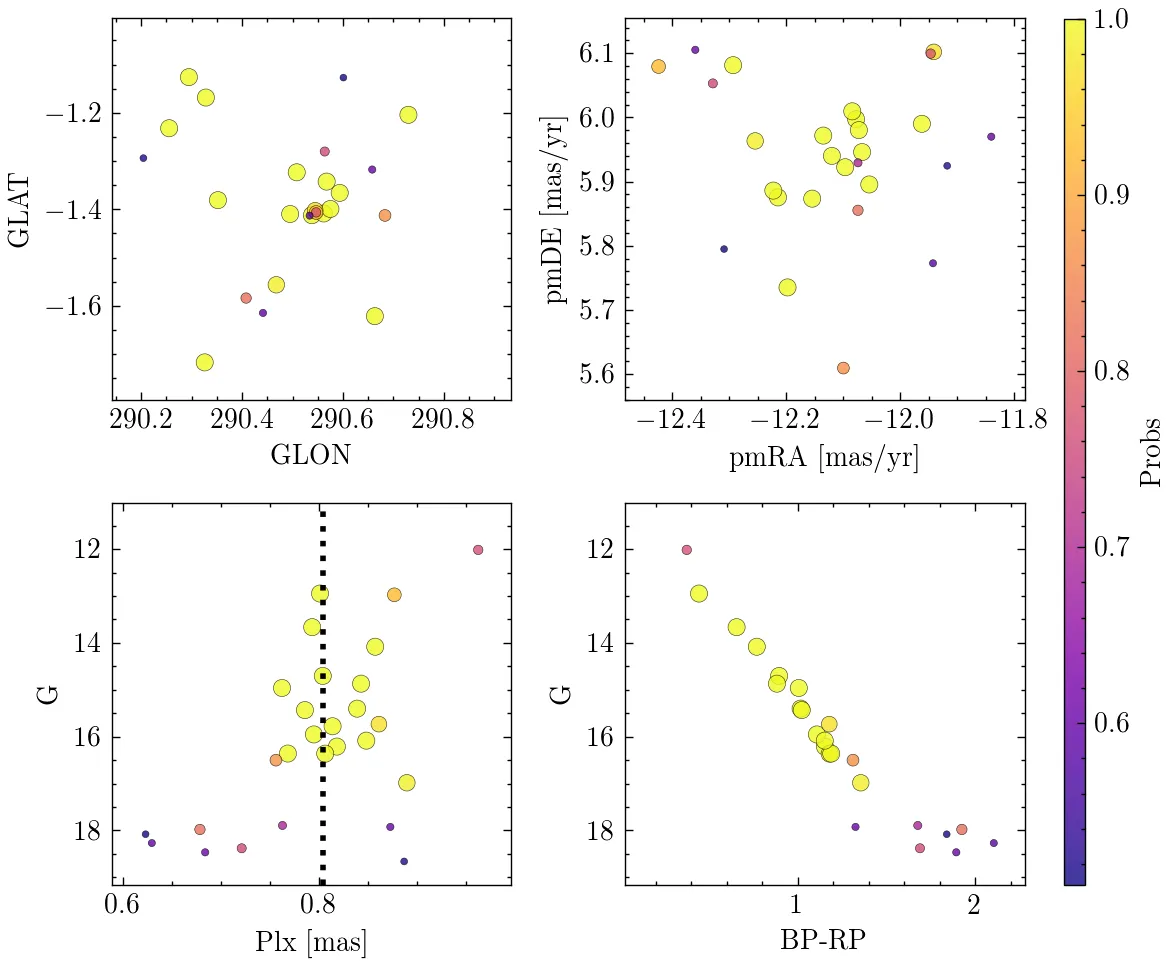 −1.2
−1.4
−1.6
GLAT
290.2 290.4 290.6 290.8
GLON
6.1
6.0
5.9
5.8
5.7
5.6
pmDE [mas/yr]
−12.4 −12.2 −12.0 −11.8
pmRA [mas/yr]
12
14
16
18
G
0.6 0.8
Plx [mas]
12
14
16
18
G
1 2
BP-RP
1.0
0.9
0.8
0.7
0.6
Probs